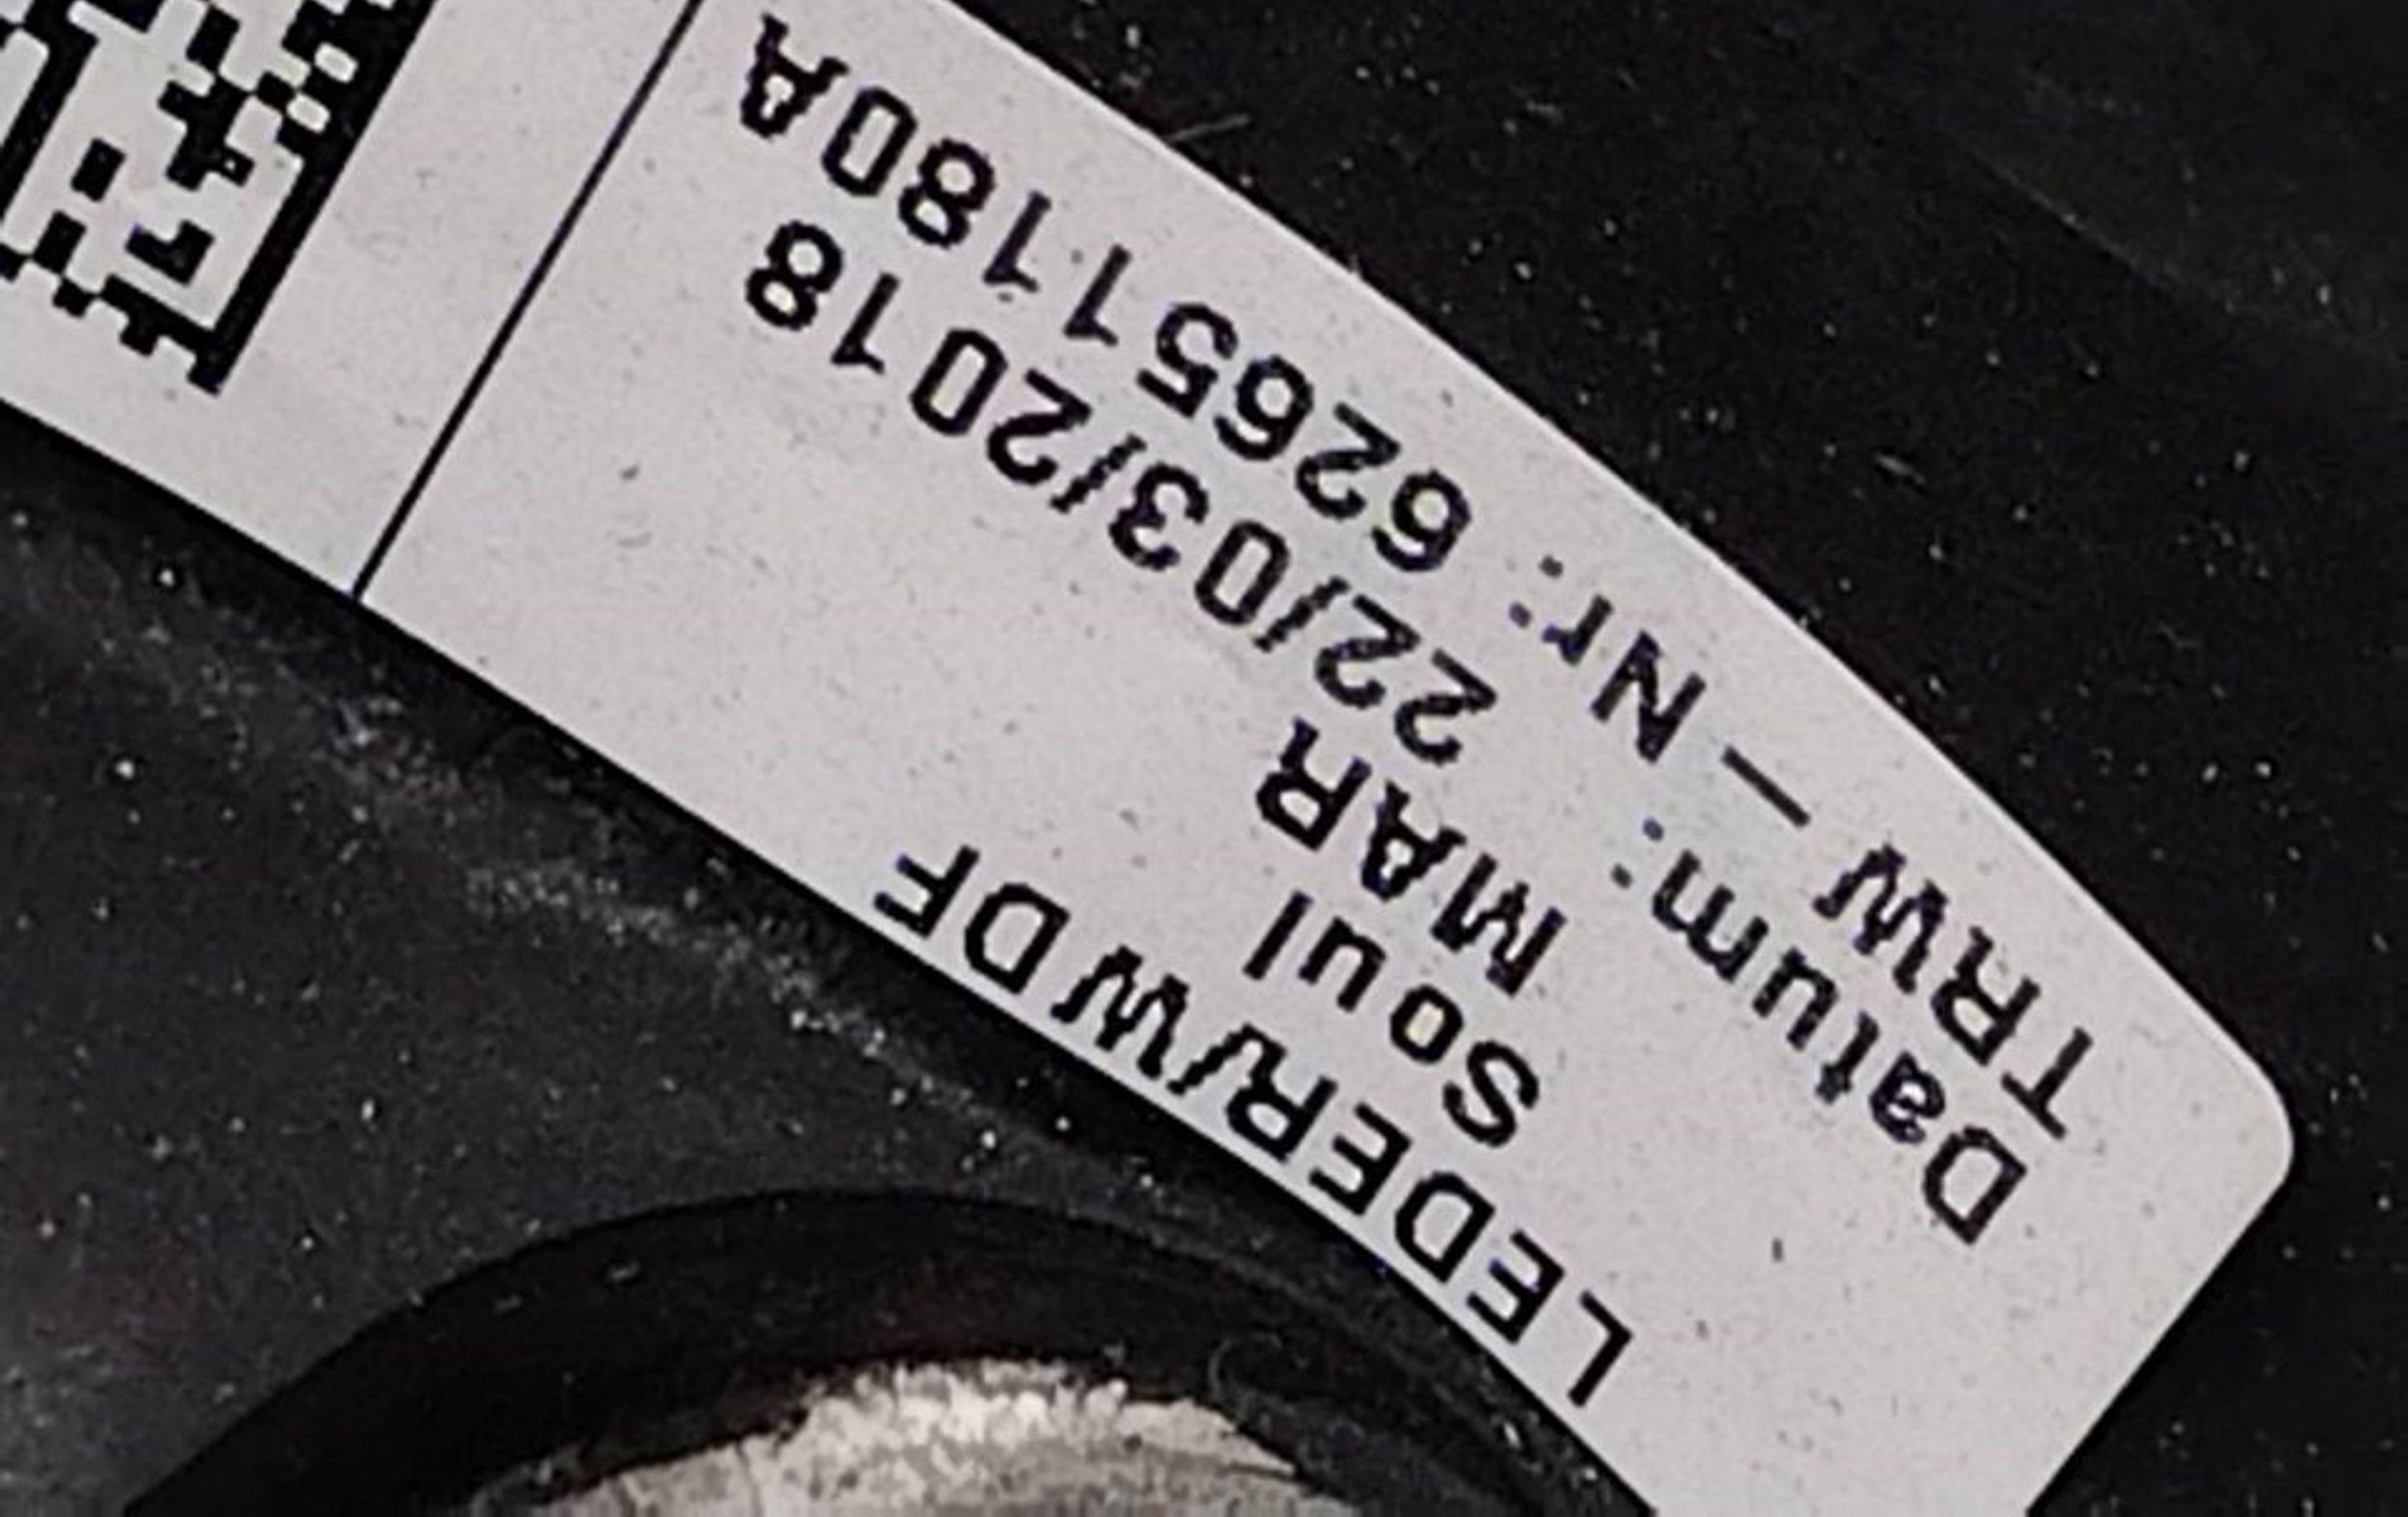 LEDER/W DF
Soul
MAR
Datum: 22/03/2018
TRW – Nr: 62651180A